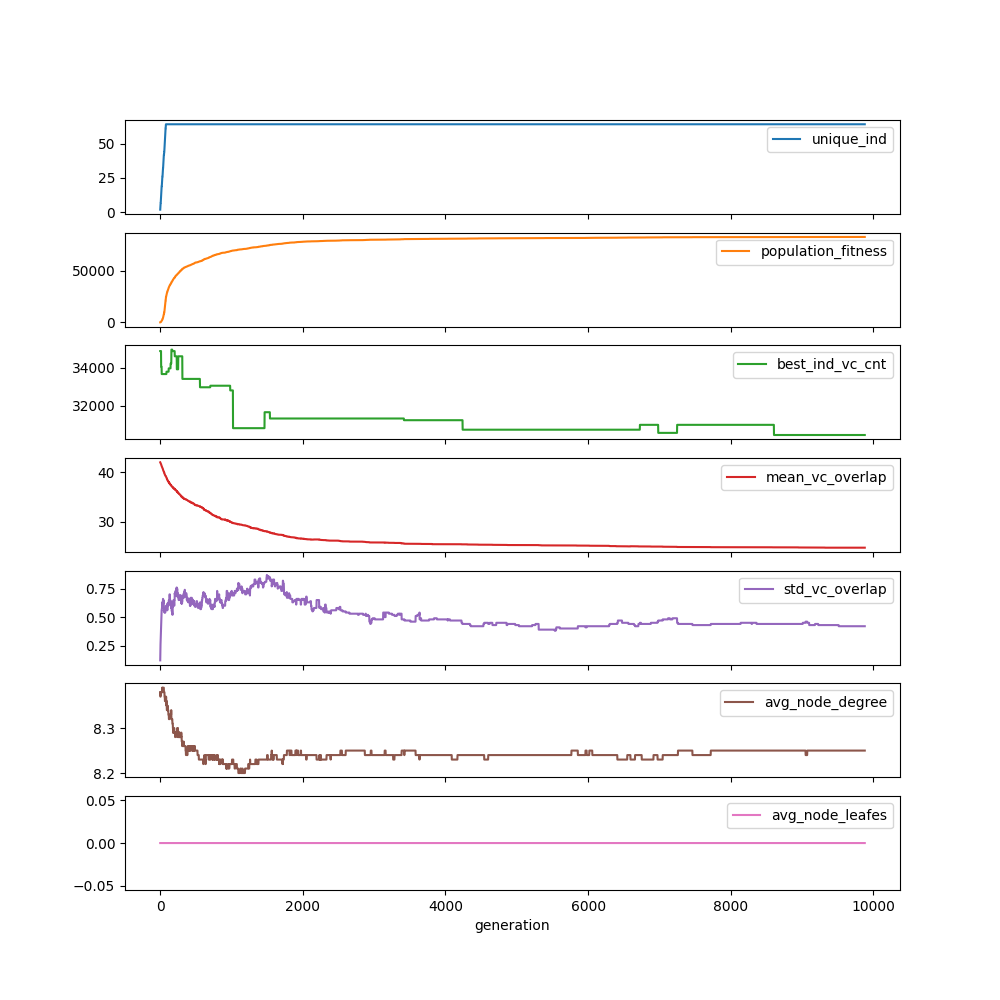 50
25
0
unique_ind
50000
0
population_fitness
34000
32000
best_ind_vc_cnt
40
30
mean_vc_overlap
0.75
0.50
0.25
std_vc_overlap
8.3
8.2
avg_node_degree
0.05
0.00
−0.05
avg_node_leafes
0 2000 4000 6000 8000 10000
generation